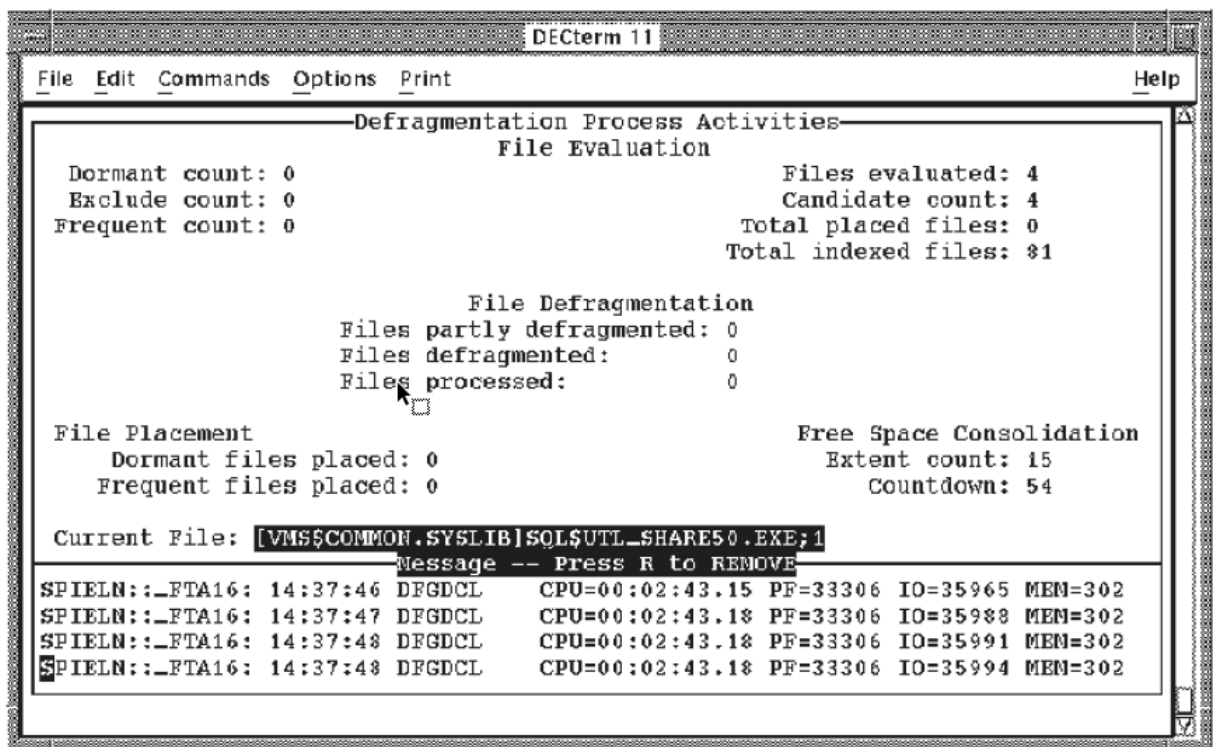 DECterm 11
File Edit Commands Options Print Help
Defragmentation Process Activities
File Evaluation
Dormant count: 0 Files evaluated: 4
Exclude count: 0 Candidate count: 4
Frequent count: 0 Total placed files: 0
Total indexed files: 81
File Defragmentation
Files partly defragmented: 0
Files defragmented: 0
Files processed: 0
File Placement Free Space Consolidation
Dormant files placed: 0 Extent count: 15
Frequent files placed: 0 Countdown: 54
Current File: [VMS$COMMON.SYSLIB]SQL$UTL_SHARE50.EXE;1
Message -- Press R to REMOVE
SPIELN::_FTA16: 14:37:46 DFGDCL CPU=00:02:43.15 PF=33306 IO=35965 MEM=302
SPIELN::_FTA16: 14:37:47 DFGDCL CPU=00:02:43.18 PF=33306 IO=35988 MEM=302
SPIELN::_FTA16: 14:37:48 DFGDCL CPU=00:02:43.18 PF=33306 IO=35991 MEM=302
SPIELN::_FTA16: 14:37:48 DFGDCL CPU=00:02:43.18 PF=33306 IO=35994 MEM=302